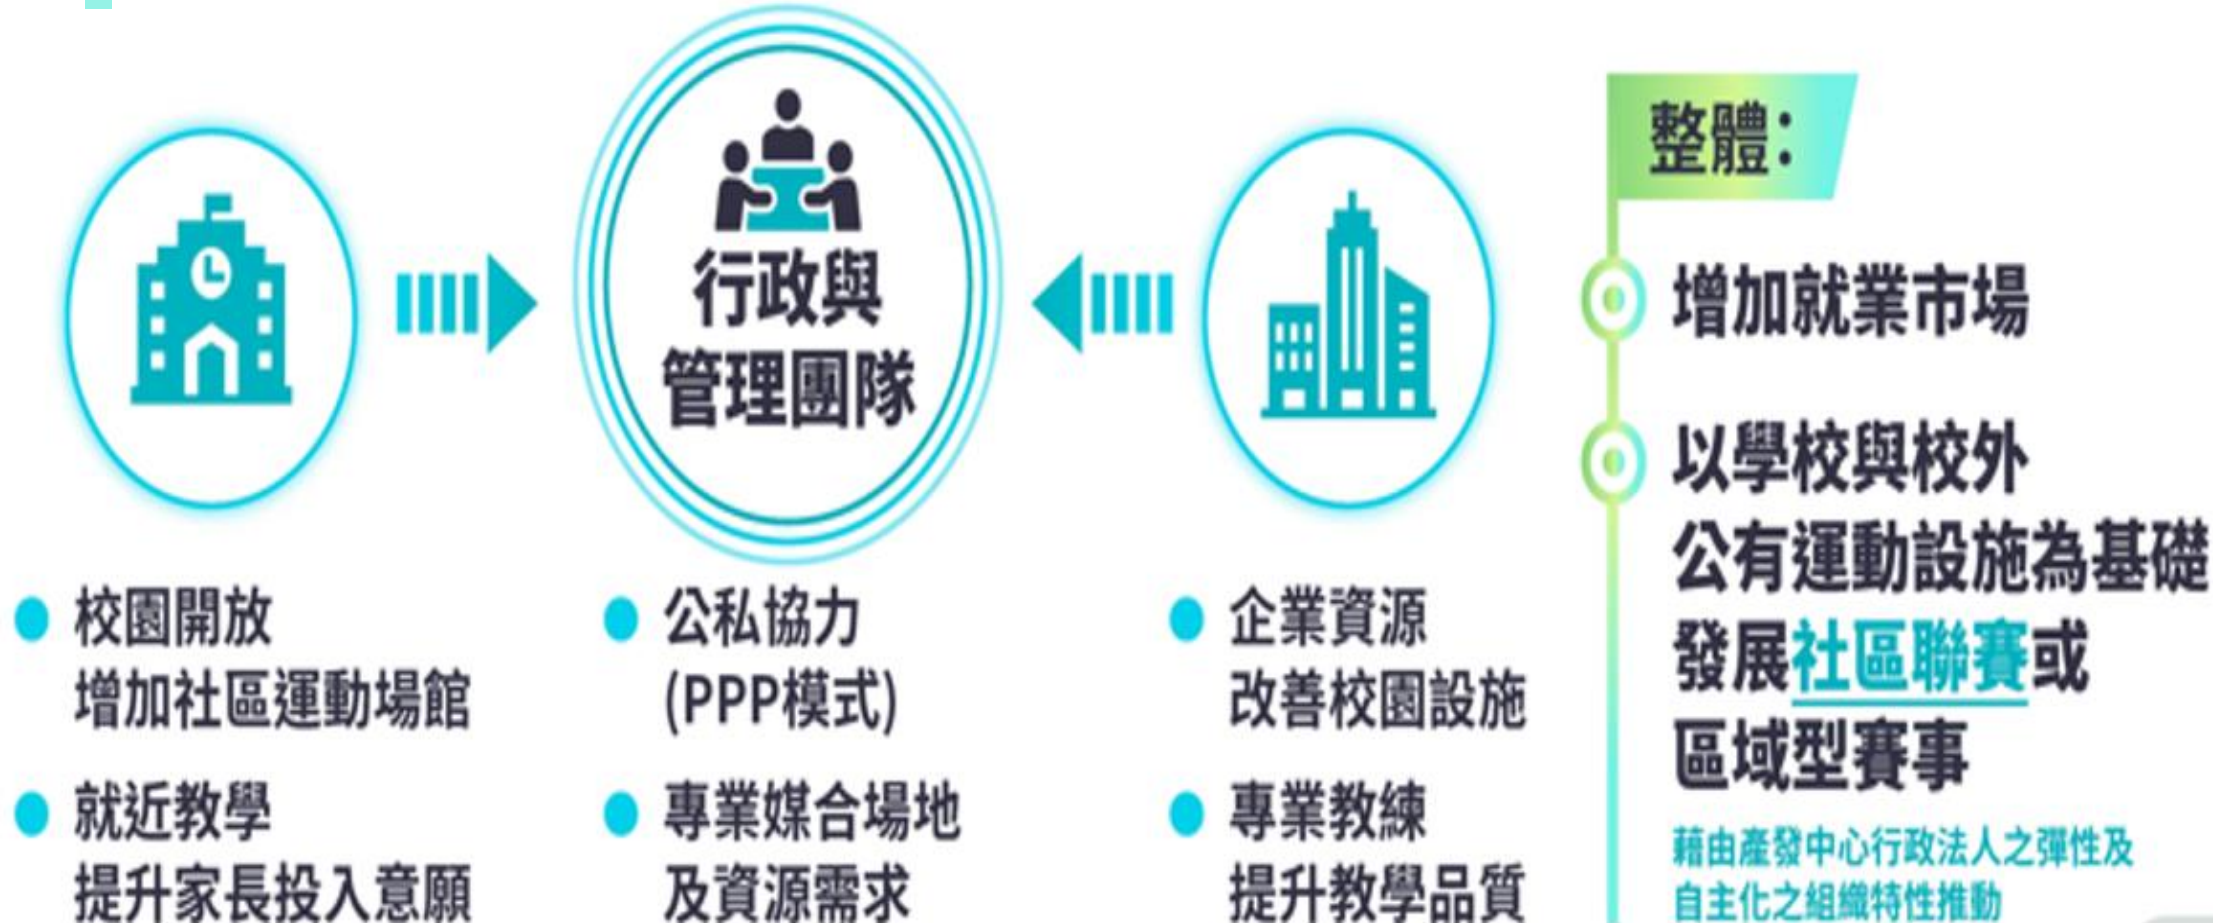 行政與
管理團隊
校園開放
增加社區運動場館
就近教學
提升家長投入意願
公私協力
(PPP模式)
專業媒合場地
及資源需求
企業資源
改善校園設施
專業教練
提升教學品質
整體：
增加就業市場
以學校與校外
公有運動設施為基礎
發展社區聯賽或
區域型賽事
藉由產發中心行政法人之彈性及
自主化之組織特性推動